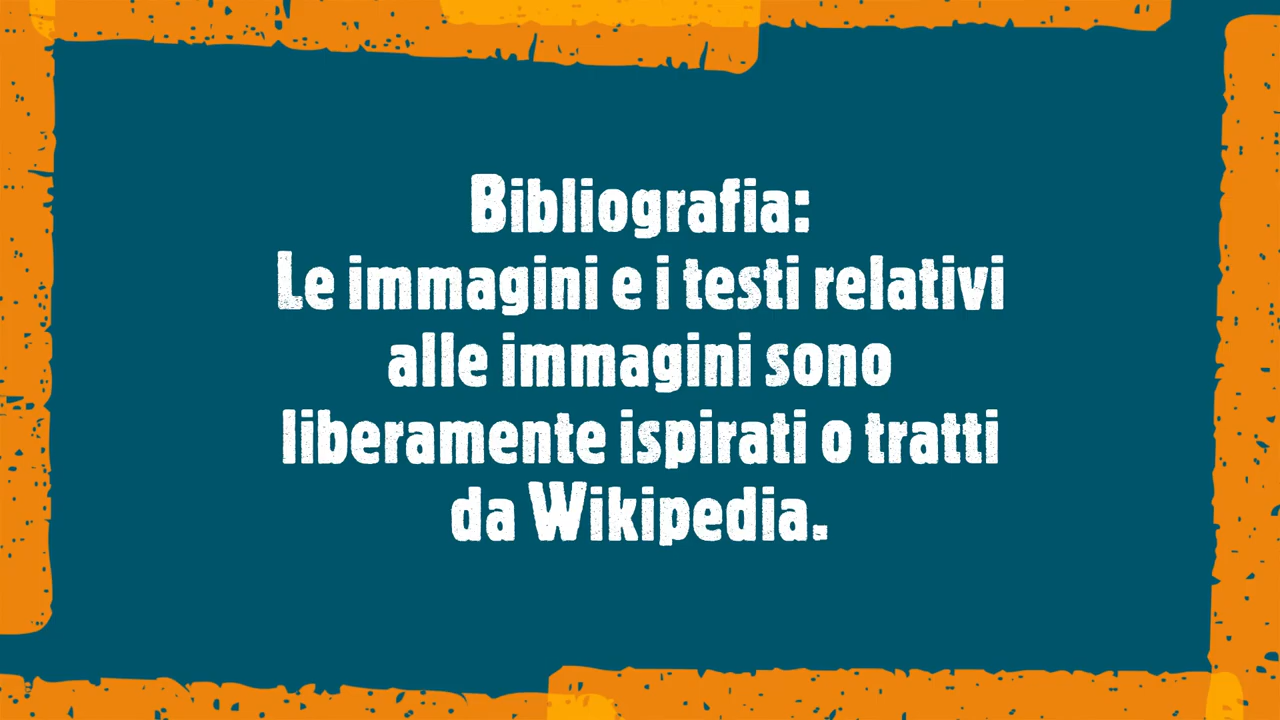 Bibliografia:
Le immagini e i testi relativi
alle immagini sono
liberamente ispirati o tratti
da Wikipedia.